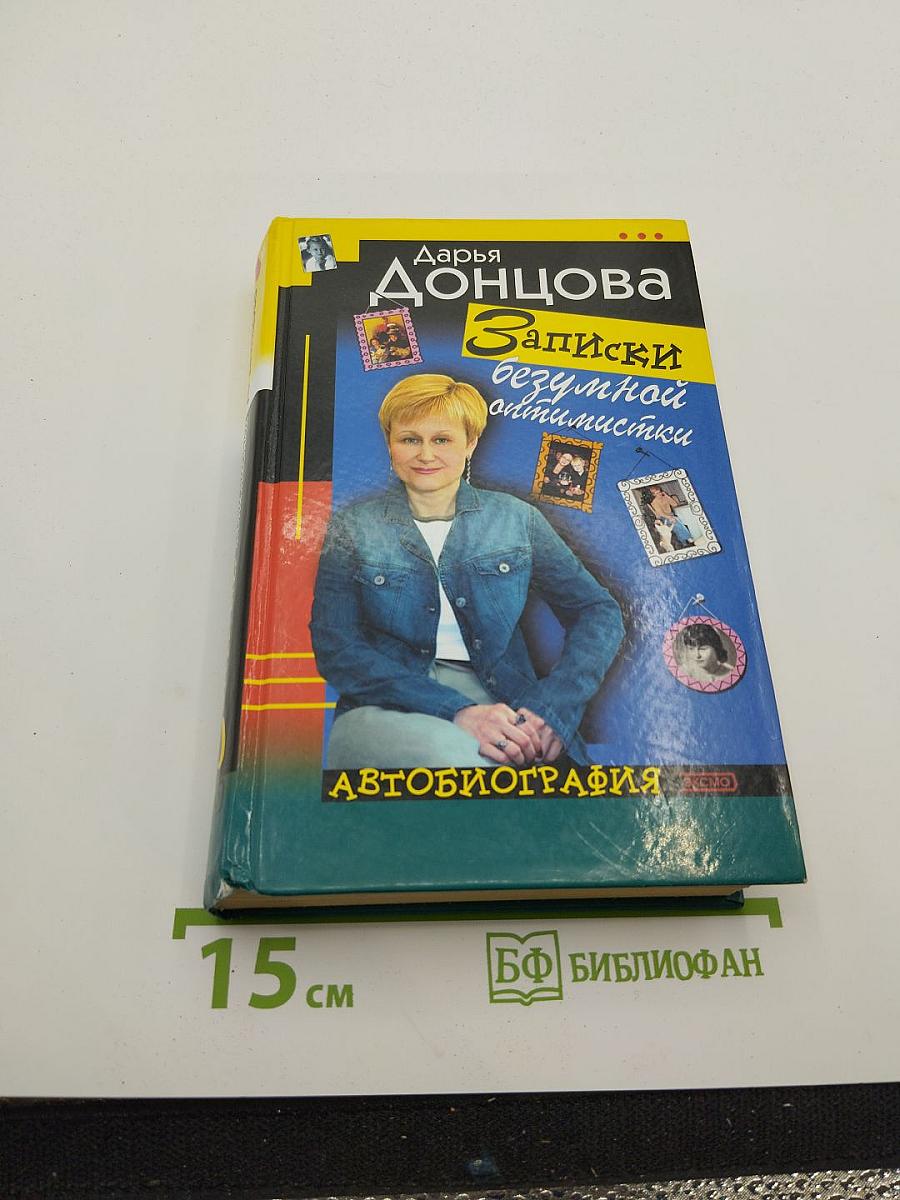 Дарья
Донцова
Записки
безумной
оптимистки
АВТОБИОГРАФИЯ
ЭКСМО
15 см
БФ БИБЛИОФАН